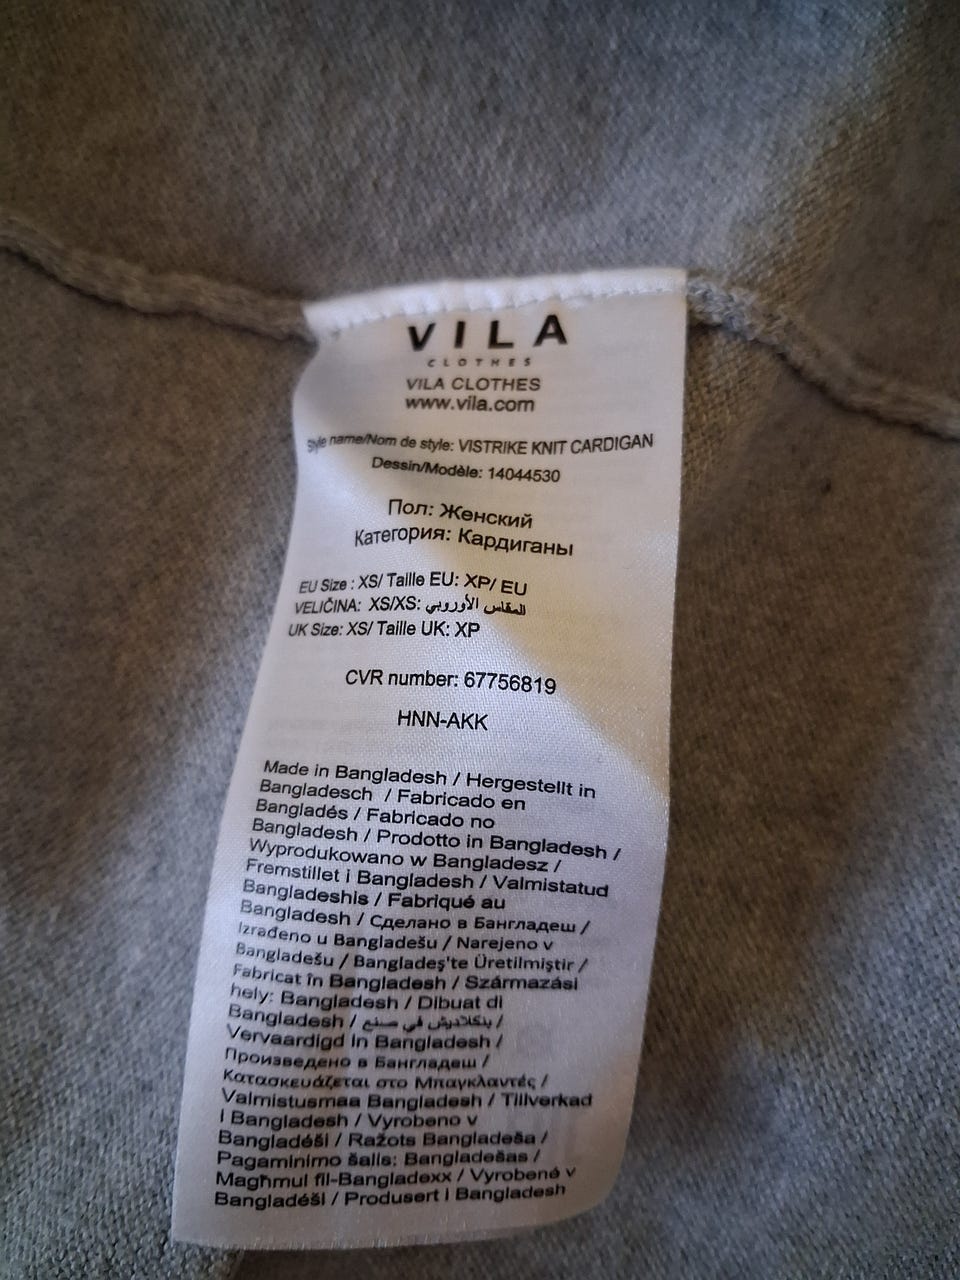 VILA
CLOTHES
VILA CLOTHES
www.vila.com
Style name/Nom de style: VISTRIKE KNIT CARDIGAN
Dessin/Modèle: 14044530
Пол: Женский
Категория: Кардиганы
EU Size : XS/ Taille EU: XP/ EU
VELIČINA: XS/XS: المقاس الأوروبي
UK Size: XS/ Taille UK: XP
CVR number: 67756819
HNN-AKK
Made in Bangladesh / Hergestellt in
Bangladesch / Fabricado en
Bangladés / Fabricado no
Bangladesh / Prodotto in Bangladesh /
Wyprodukowano w Bangladesz /
Fremstillet i Bangladesh / Valmistatud
Bangladeshis / Fabriqué au
Bangladesh / Сделано в Бангладеш /
Izrađeno u Bangladešu / Narejeno v
Bangladešu / Bangladeş'te Üretilmiştir /
Fabricat în Bangladesh / Származási
hely: Bangladesh / Dibuat di
Bangladesh / بنكلاديش في صنع /
Vervaardigd in Bangladesh /
Произведено в Бангладеш /
Κατασκευάζεται στο Μπαγκλαντές /
Valmistusmaa Bangladesh / Tillverkad
i Bangladesh / Vyrobeno v
Bangladéši / Ražots Bangladeša /
Pagaminimo šalis: Bangladešas /
Magħmul fil-Bangladexx / Vyrobené v
Bangladéši / Produsert i Bangladesh